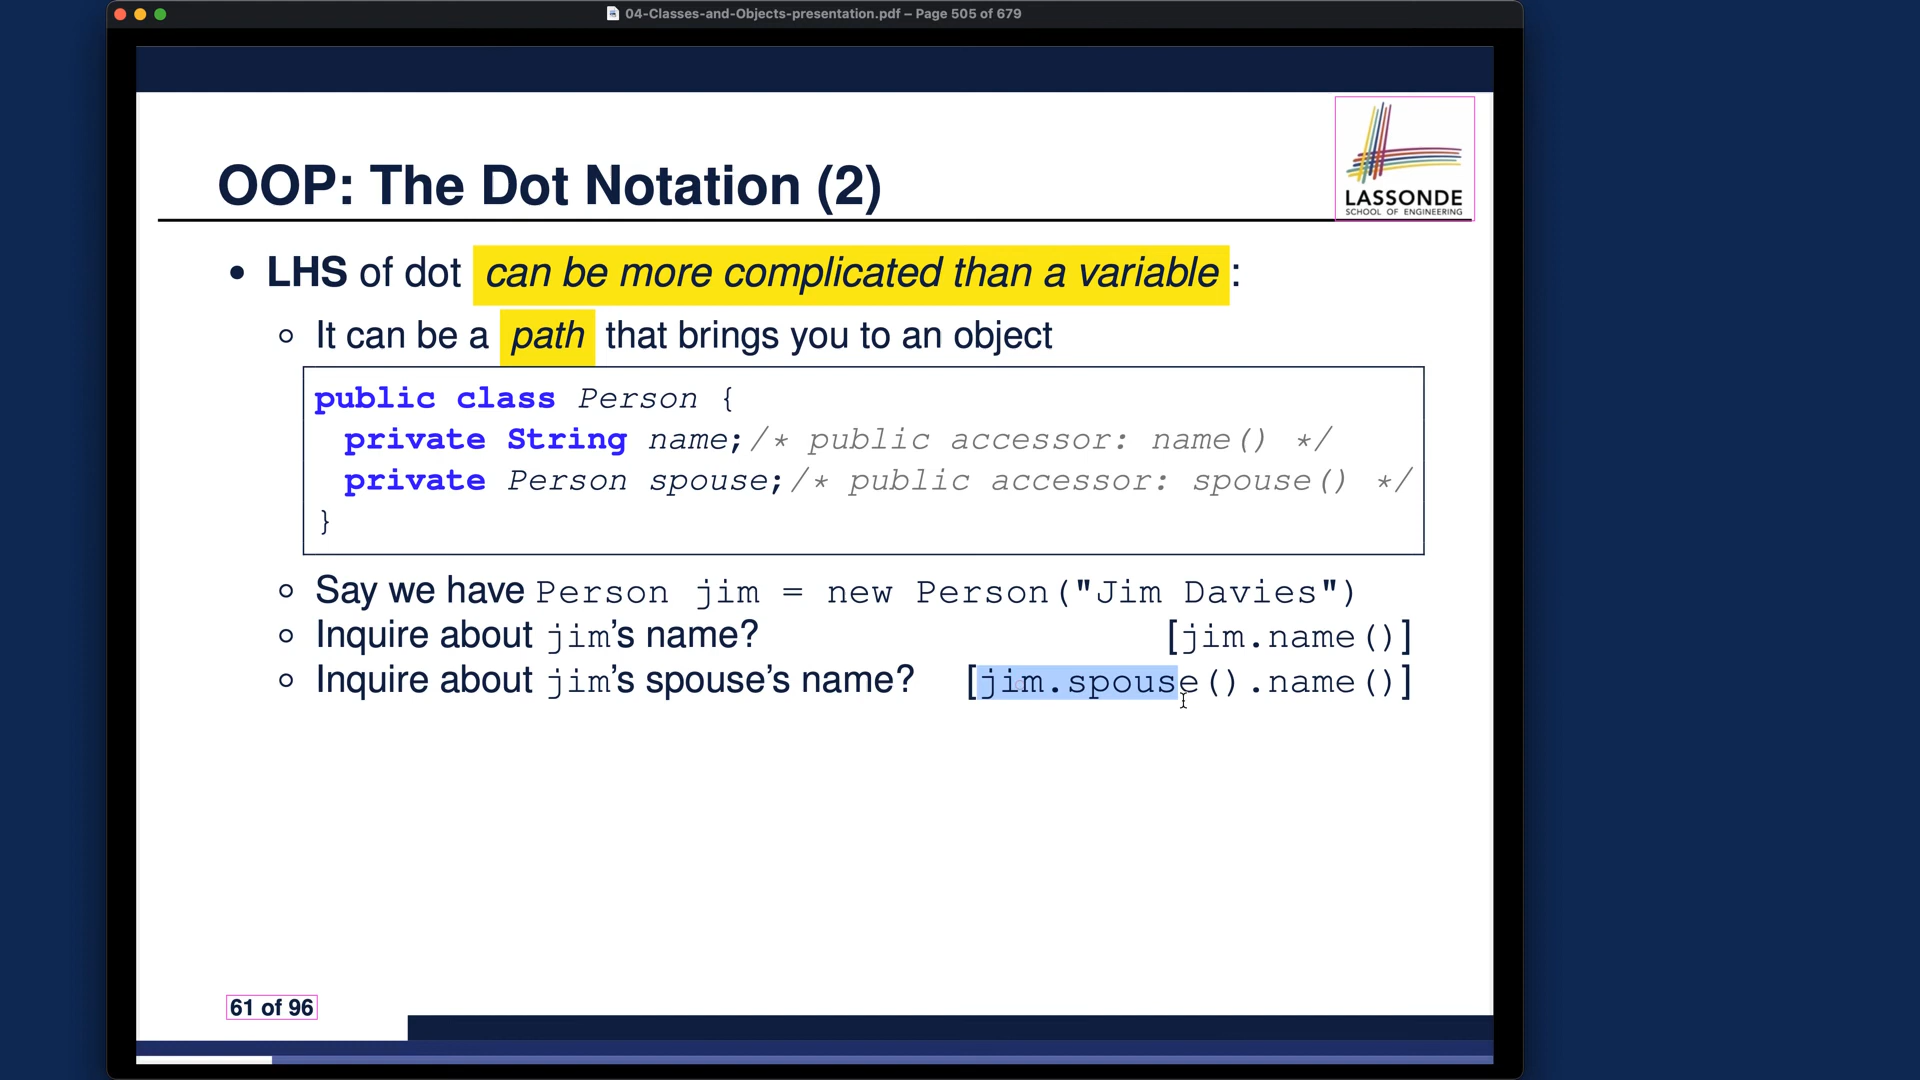 04-Classes-and-Objects-presentation.pdf – Page 505 of 679
LASSONDE
SCHOOL OF ENGINEERING
OOP: The Dot Notation (2)
• LHS of dot can be more complicated than a variable :
○ It can be a path that brings you to an object
public class Person {
private String name; /* public accessor: name() */
private Person spouse; /* public accessor: spouse() */
}
○ Say we have Person jim = new Person("Jim Davies")
○ Inquire about jim's name? [jim.name()]
○ Inquire about jim's spouse's name? [jim.spouse().name()]
61 of 96